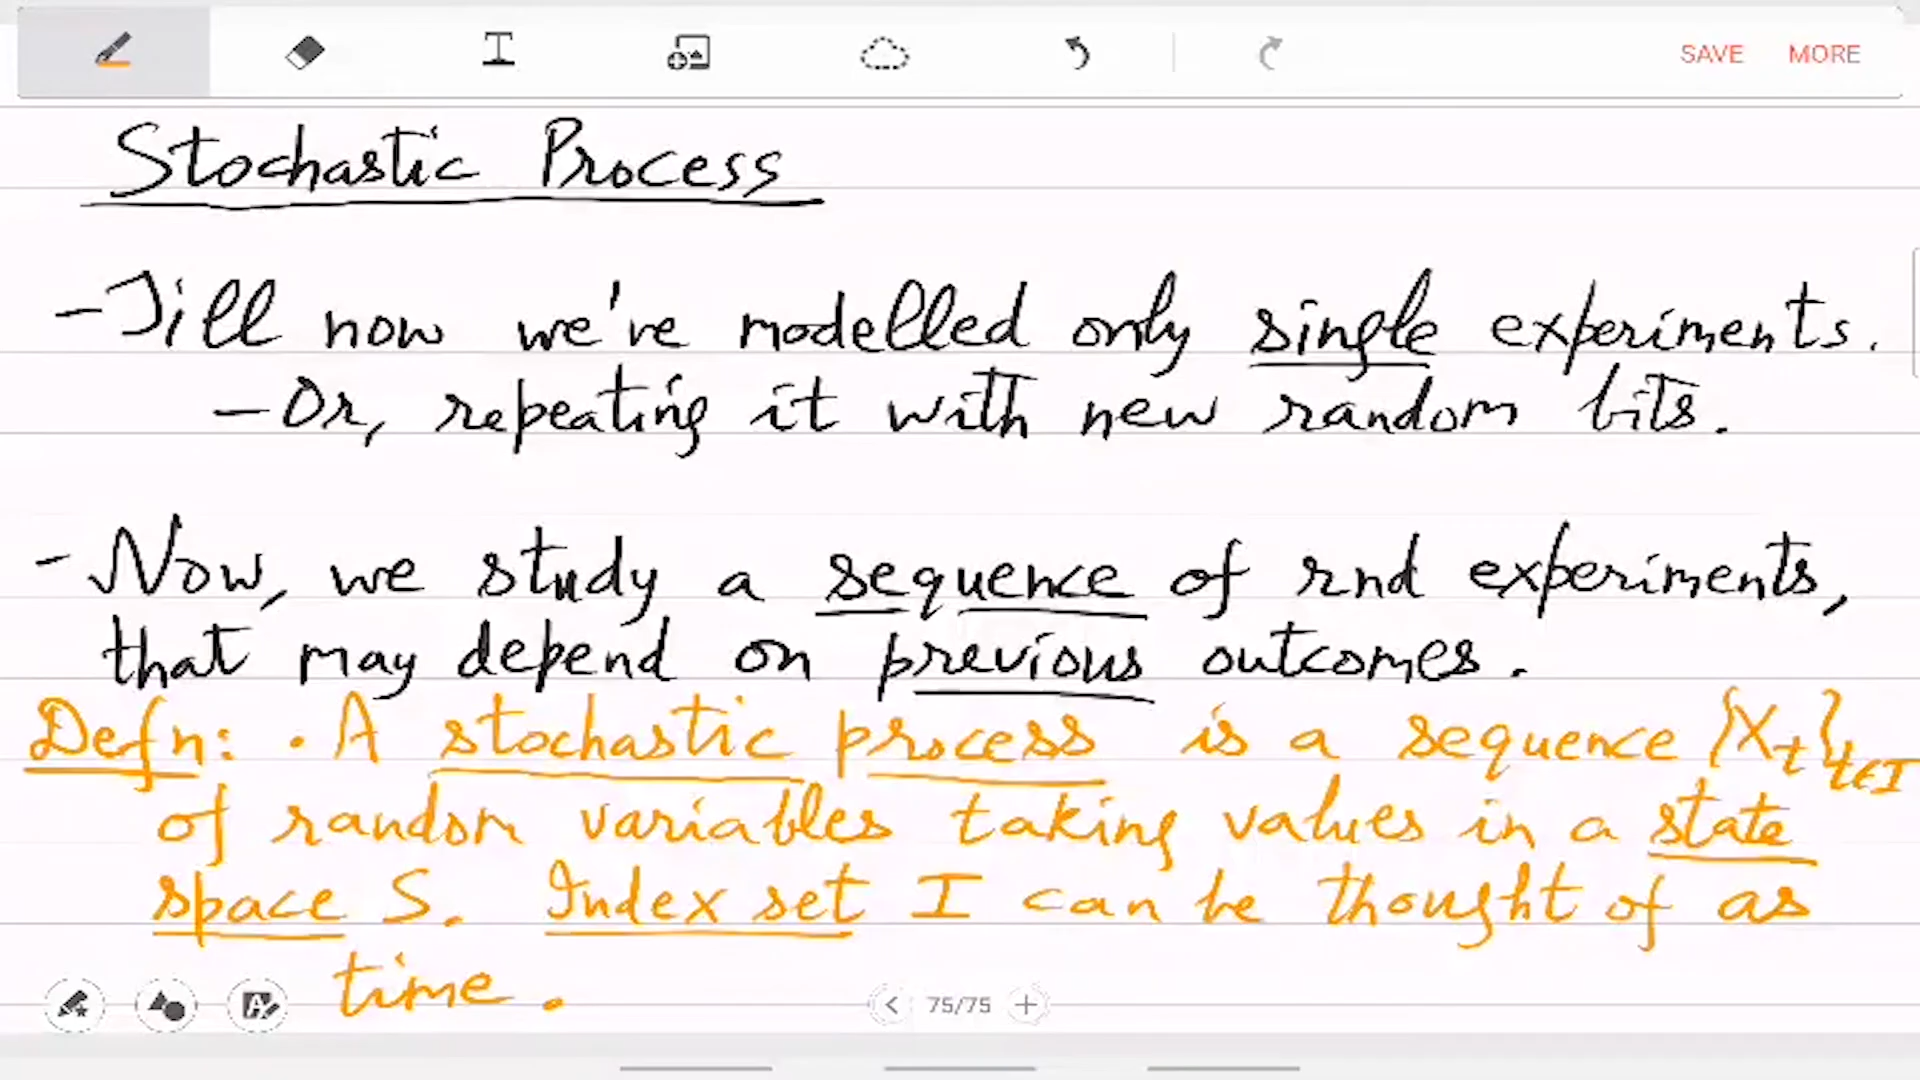 SAVE MORE
Stochastic Process
- Till now we've modelled only single experiments.
- Or, repeating it with new random bits.
- Now, we study a sequence of rnd experiments,
that may depend on previous outcomes.
Defn: • A stochastic process is a sequence {X_t}_{t∈I}
of random variables taking values in a state
space S. Index set I can be thought of as
time.
75/75